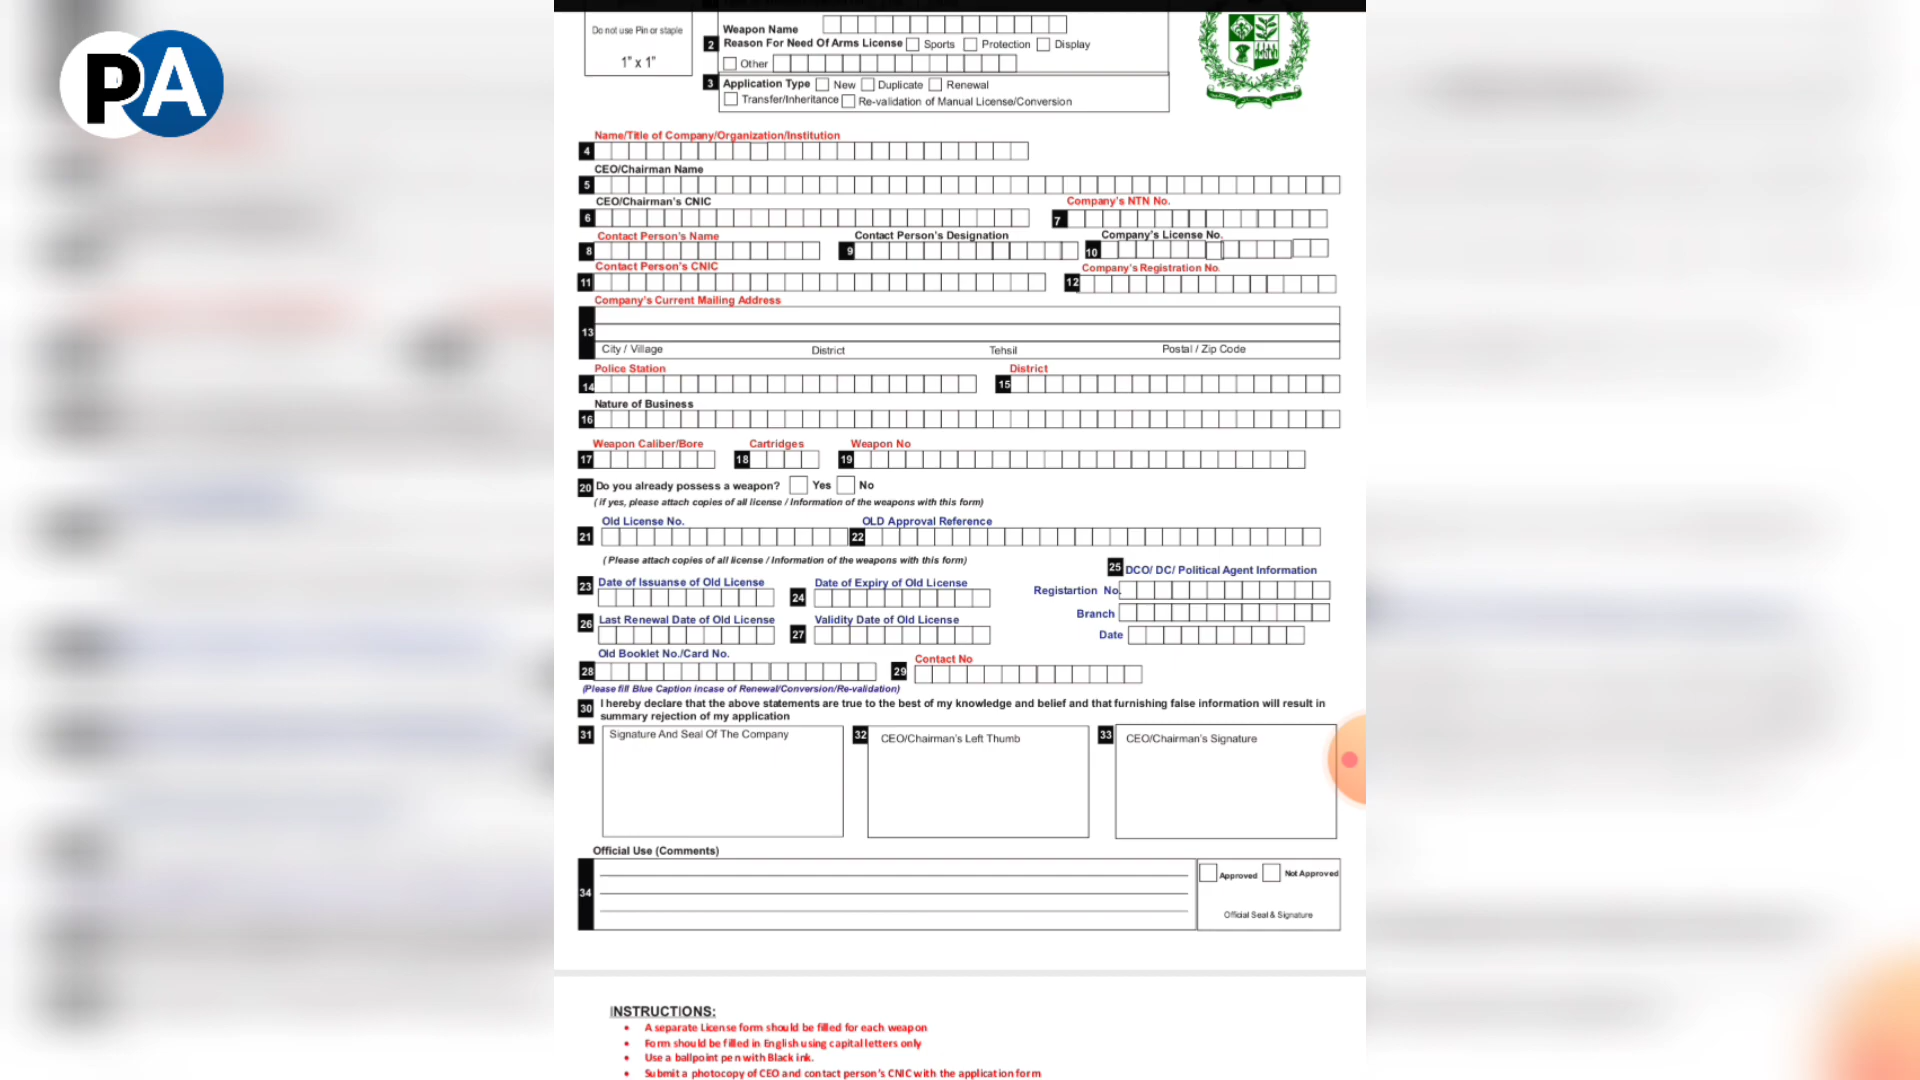 PA
Do not use Pin or staple
1" x 1"
Weapon Name
2 Reason For Need Of Arms License Sports Protection Display
Other
3 Application Type New Duplicate Renewal
Transfer/Inheritance Re-validation of Manual License/Conversion
Name/Title of Company/Organization/Institution
4
CEO/Chairman Name
5
CEO/Chairman's CNIC Company's NTN No.
6 7
Contact Person's Name Contact Person's Designation Company's License No.
8 9 10
Contact Person's CNIC Company's Registration No.
11 12
Company's Current Mailing Address
13
City / Village District Tehsil Postal / Zip Code
Police Station District
14 15
Nature of Business
16
Weapon Caliber/Bore Cartridges Weapon No
17 18 19
20 Do you already possess a weapon? Yes No
( if yes, please attach copies of all license / Information of the weapons with this form)
Old License No. OLD Approval Reference
21 22
( Please attach copies of all license / Information of the weapons with this form)
25 DCO/ DC/ Political Agent Information
23 Date of Issuanse of Old License 24 Date of Expiry of Old License
Registartion No.
26 Last Renewal Date of Old License 27 Validity Date of Old License
Branch
Date
Old Booklet No./Card No. Contact No
28 29
(Please fill Blue Caption incase of Renewal/Conversion/Re-validation)
30 I hereby declare that the above statements are true to the best of my knowledge and belief and that furnishing false information will result in
summary rejection of my application
31 Signature And Seal Of The Company 32 CEO/Chairman's Left Thumb 33 CEO/Chairman's Signature
Official Use (Comments)
34
Approved Not Approved
Official Seal & Signature
INSTRUCTIONS:
• A separate License form should be filled for each weapon
• Form should be filled in English using capital letters only
• Use a ballpoint pen with Black ink.
• Submit a photocopy of CEO and contact person's CNIC with the application form